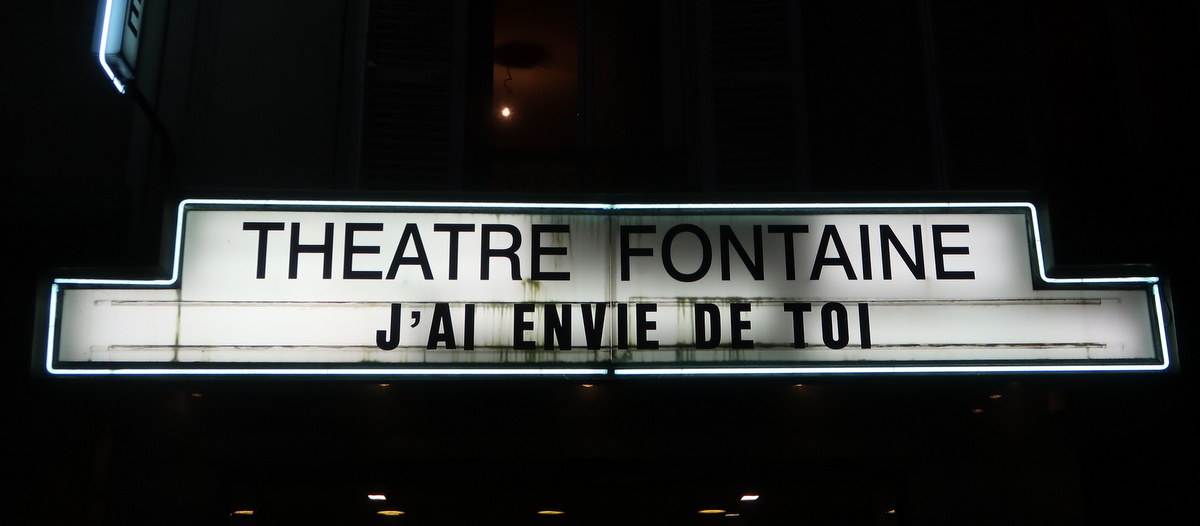 THEATRE FONTAINE
J'AI ENVIE DE TOI